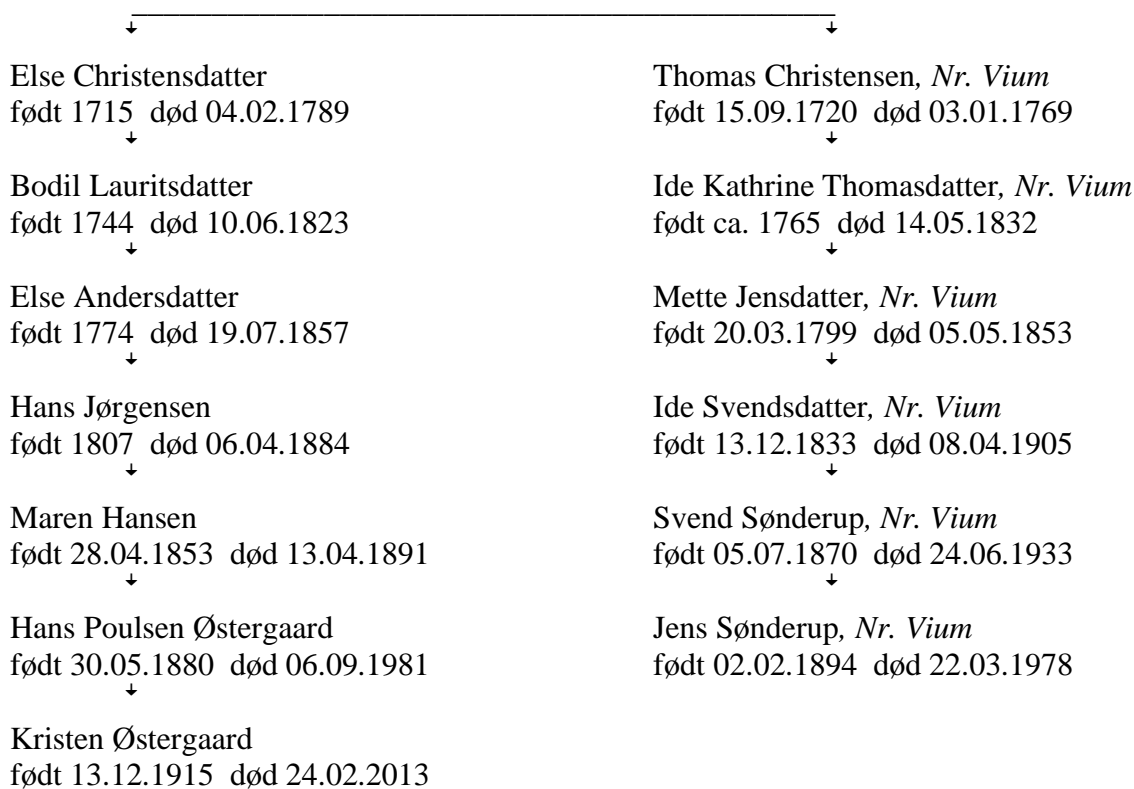 Else Christensdatter
født 1715 død 04.02.1789
Bodil Lauritsdatter
født 1744 død 10.06.1823
Else Andersdatter
født 1774 død 19.07.1857
Hans Jørgensen
født 1807 død 06.04.1884
Maren Hansen
født 28.04.1853 død 13.04.1891
Hans Poulsen Østergaard
født 30.05.1880 død 06.09.1981
Kristen Østergaard
født 13.12.1915 død 24.02.2013
Thomas Christensen, Nr. Vium
født 15.09.1720 død 03.01.1769
Ide Kathrine Thomasdatter, Nr. Vium
født ca. 1765 død 14.05.1832
Mette Jensdatter, Nr. Vium
født 20.03.1799 død 05.05.1853
Ide Svendsdatter, Nr. Vium
født 13.12.1833 død 08.04.1905
Svend Sønderup, Nr. Vium
født 05.07.1870 død 24.06.1933
Jens Sønderup, Nr. Vium
født 02.02.1894 død 22.03.1978